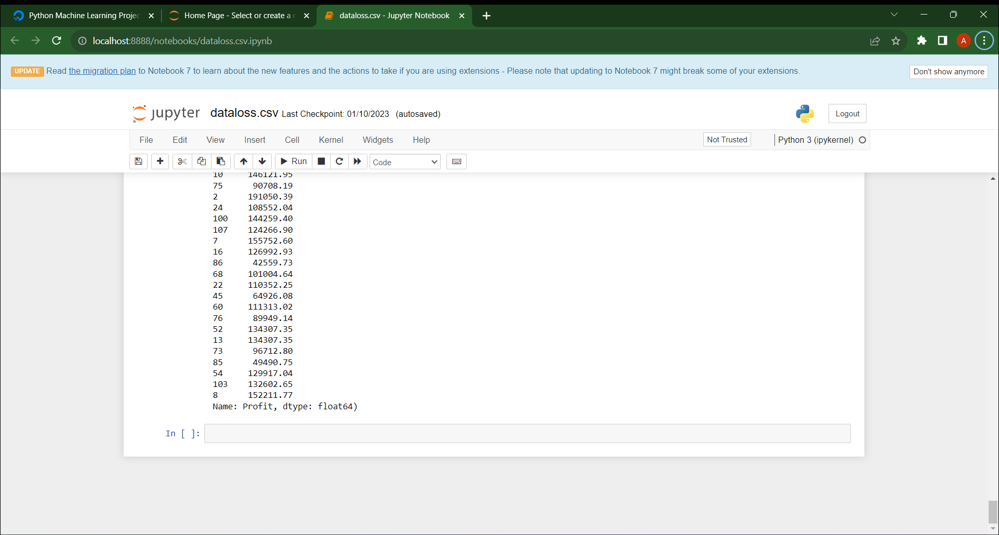 Python Machine Learning Projec
Home Page - Select or create a n
dataloss.csv - Jupyter Notebook
localhost:8888/notebooks/dataloss.csv.ipynb
A
UPDATE Read the migration plan to Notebook 7 to learn about the new features and the actions to take if you are using extensions - Please note that updating to Notebook 7 might break some of your extensions.
Don't show anymore
jupyter dataloss.csv Last Checkpoint: 01/10/2023 (autosaved)
Logout
File Edit View Insert Cell Kernel Widgets Help
Not Trusted
Python 3 (ipykernel)
Run
Code
10 146121.95
75 90708.19
2 191050.39
24 108552.04
100 144259.40
107 124266.90
7 155752.60
16 126992.93
86 42559.73
68 101004.64
22 110352.25
45 64926.08
60 111313.02
76 89949.14
52 134307.35
13 134307.35
73 96712.80
85 49490.75
54 129917.04
103 132602.65
8 152211.77
Name: Profit, dtype: float64)
In [ ]: